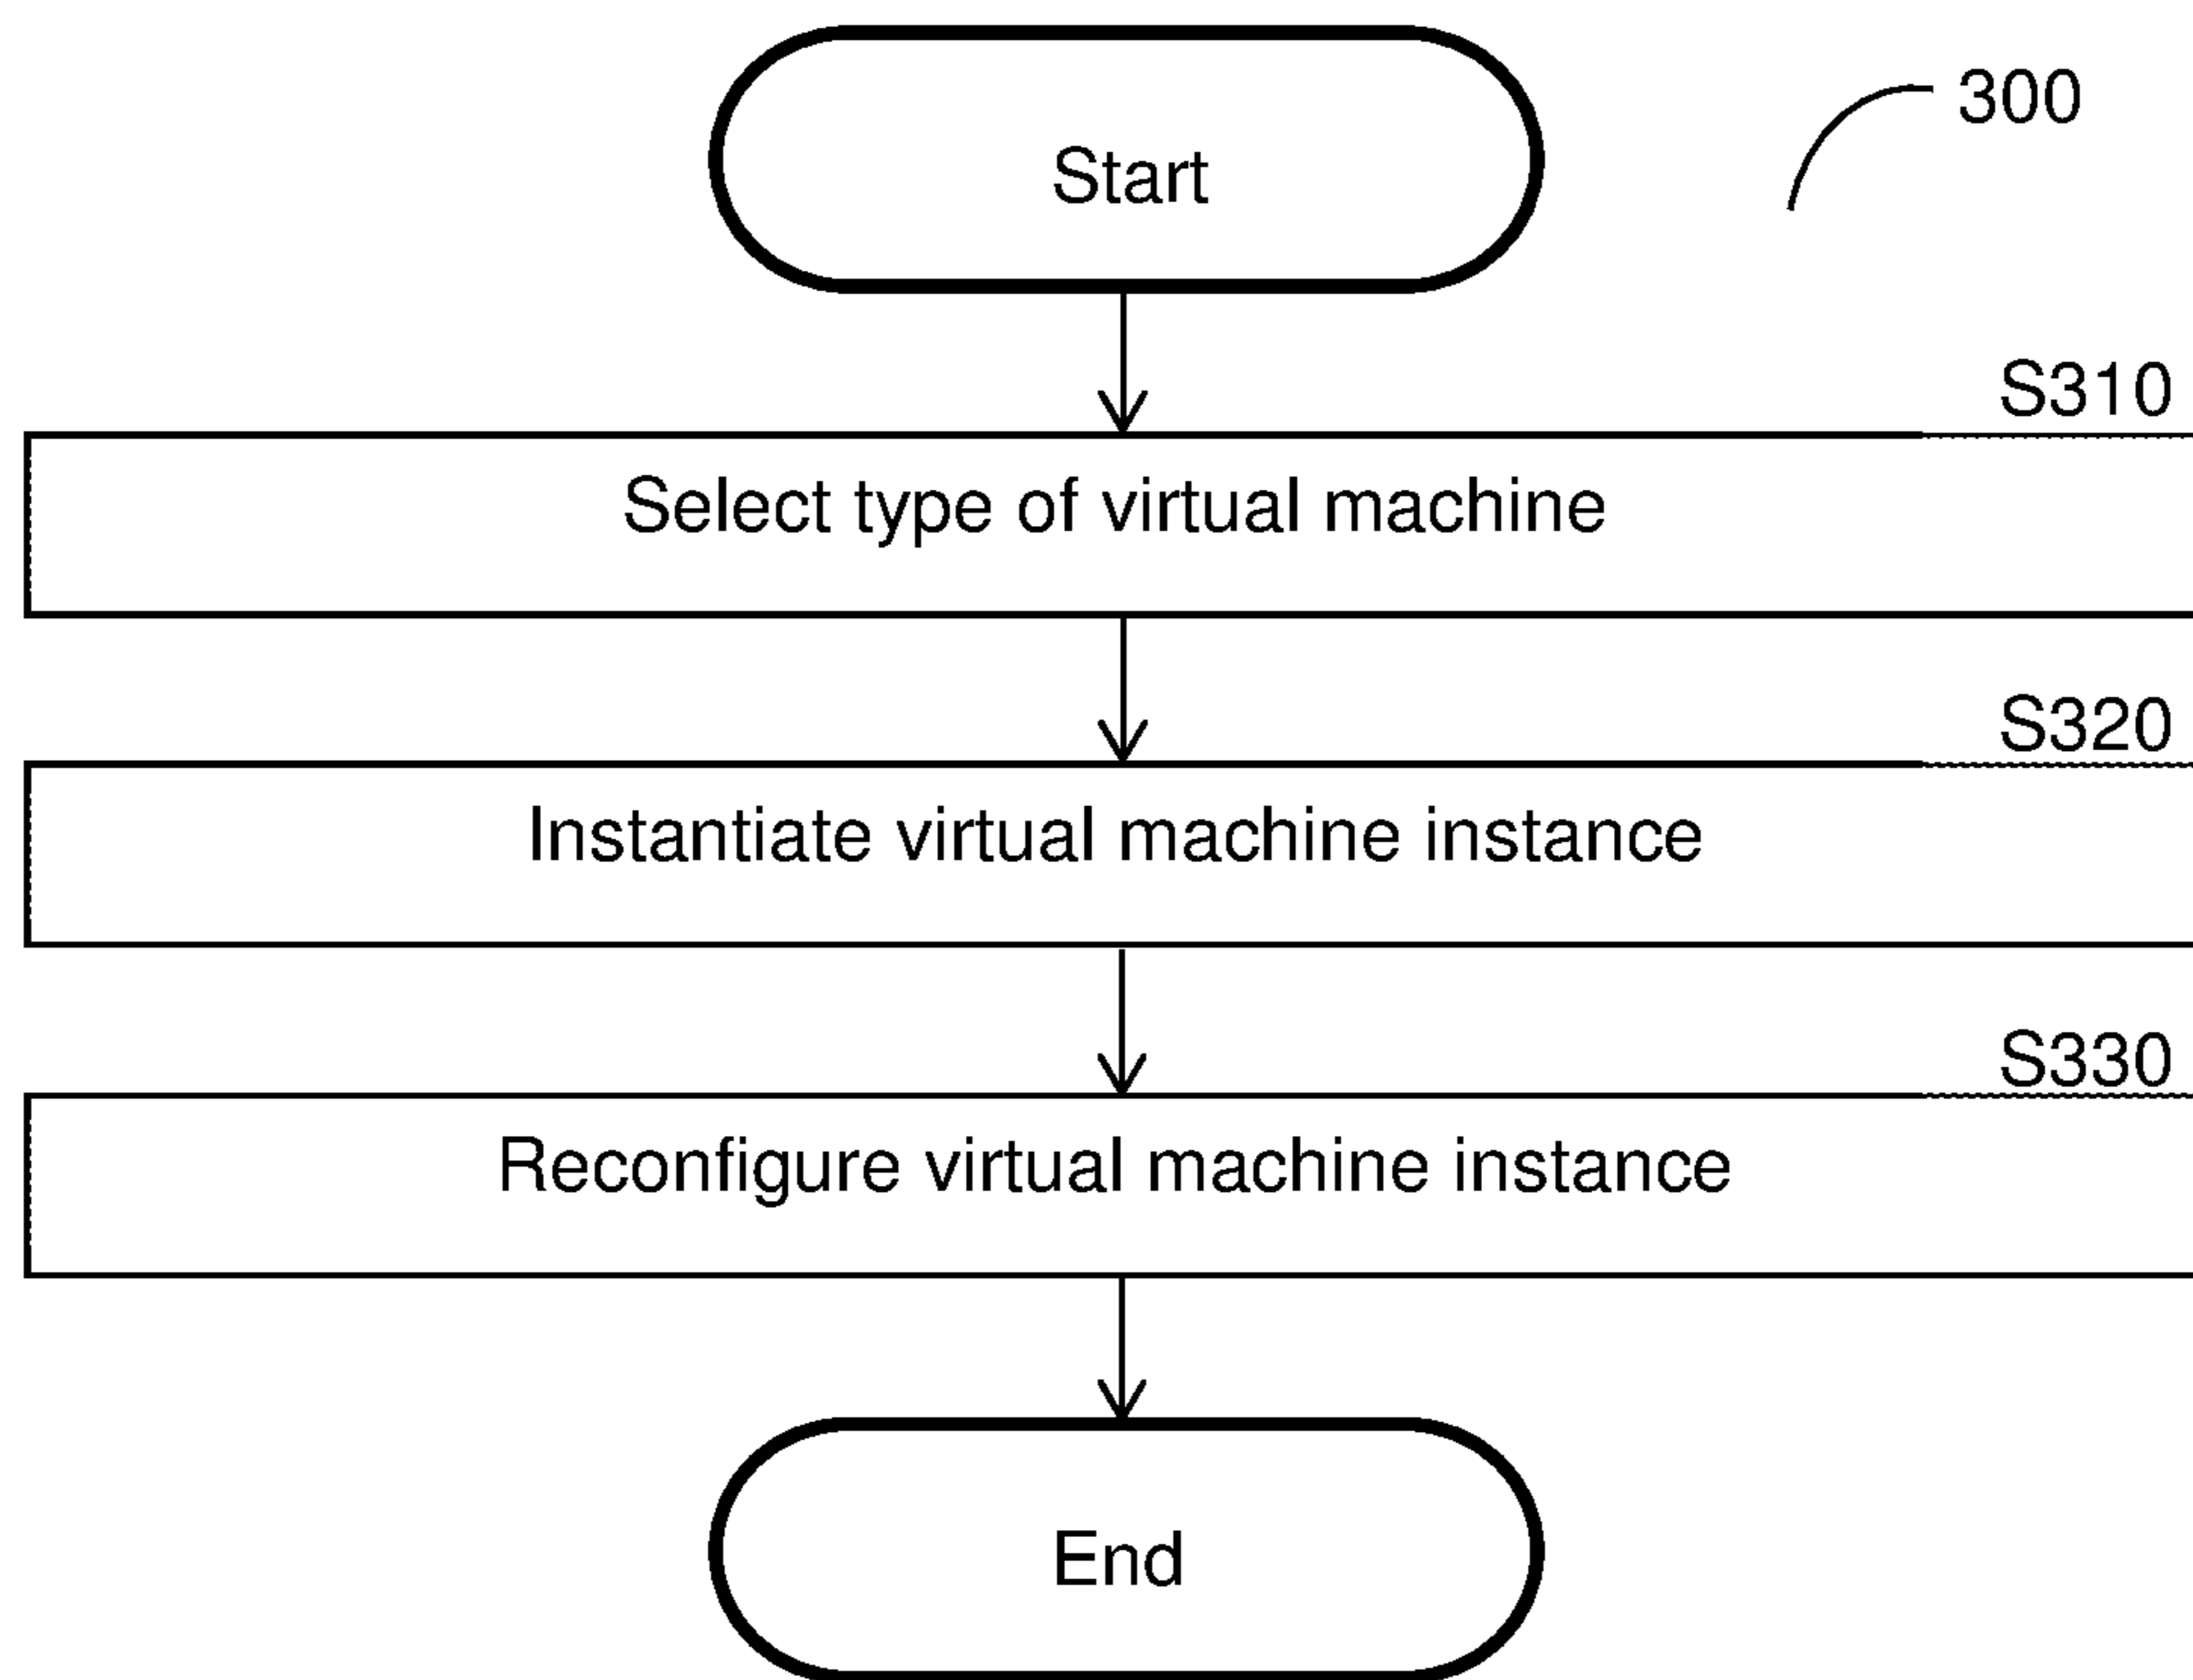 Start
300
S310
Select type of virtual machine
S320
Instantiate virtual machine instance
S330
Reconfigure virtual machine instance
End